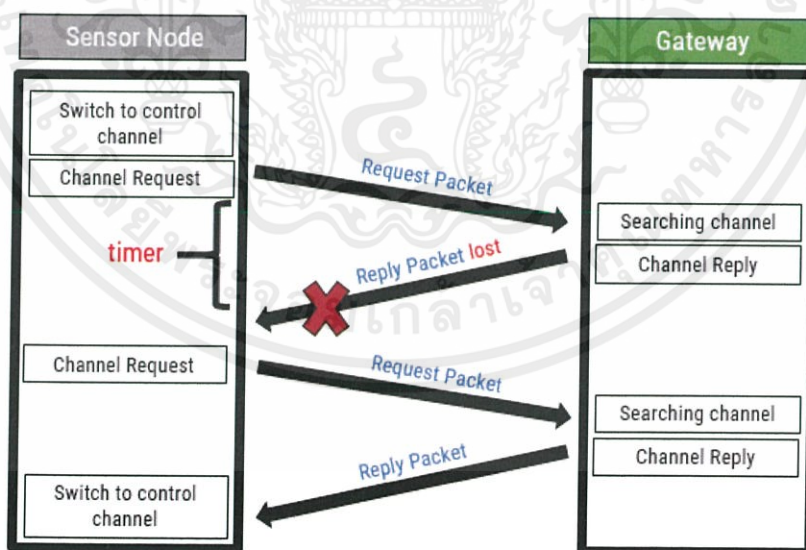 Sensor Node
Gateway
Switch to control
channel
Channel Request
Request Packet
timer
Searching channel
Reply Packet lost
Channel Reply
Channel Request
Request Packet
Searching channel
Reply Packet
Channel Reply
Switch to control
channel